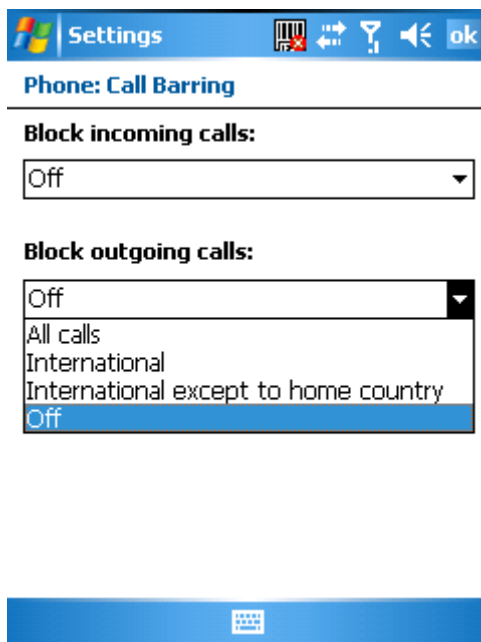 Settings
ok
Phone: Call Barring
Block incoming calls:
Off
Block outgoing calls:
Off
All calls
International
International except to home country
Off